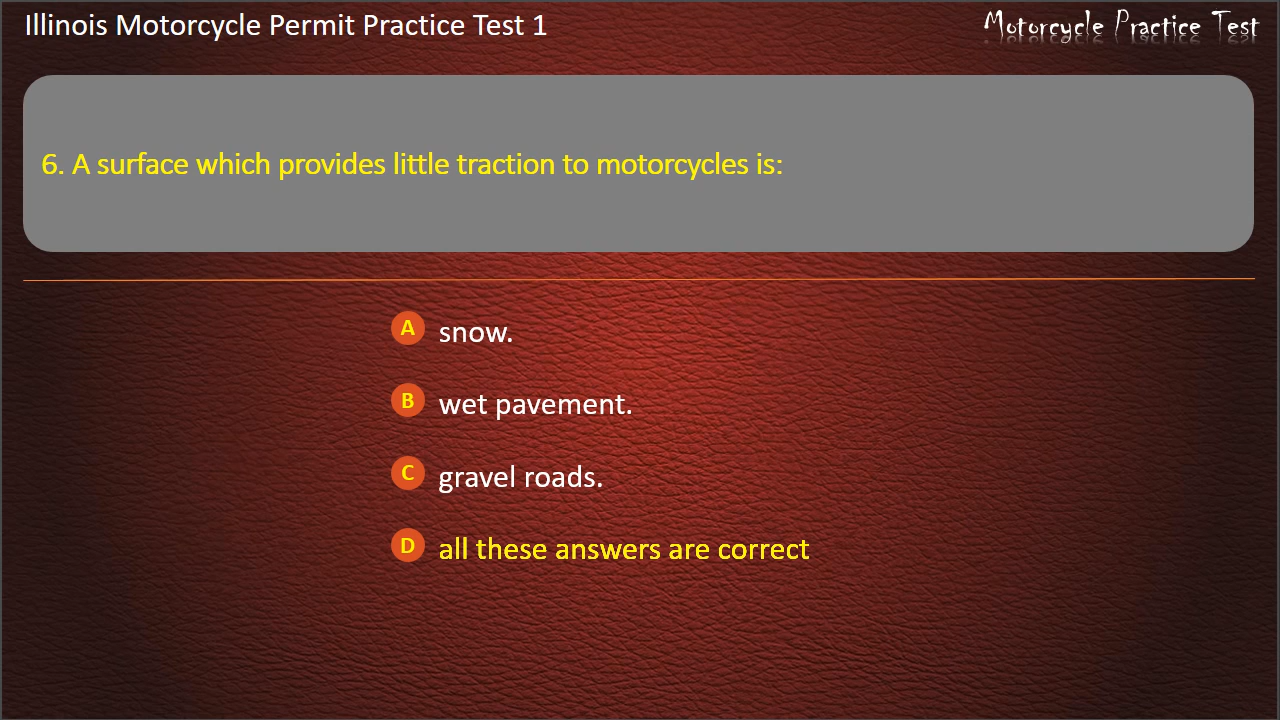 Illinois Motorcycle Permit Practice Test 1
Motorcycle Practice Test
6. A surface which provides little traction to motorcycles is:
A snow.
B wet pavement.
C gravel roads.
D all these answers are correct